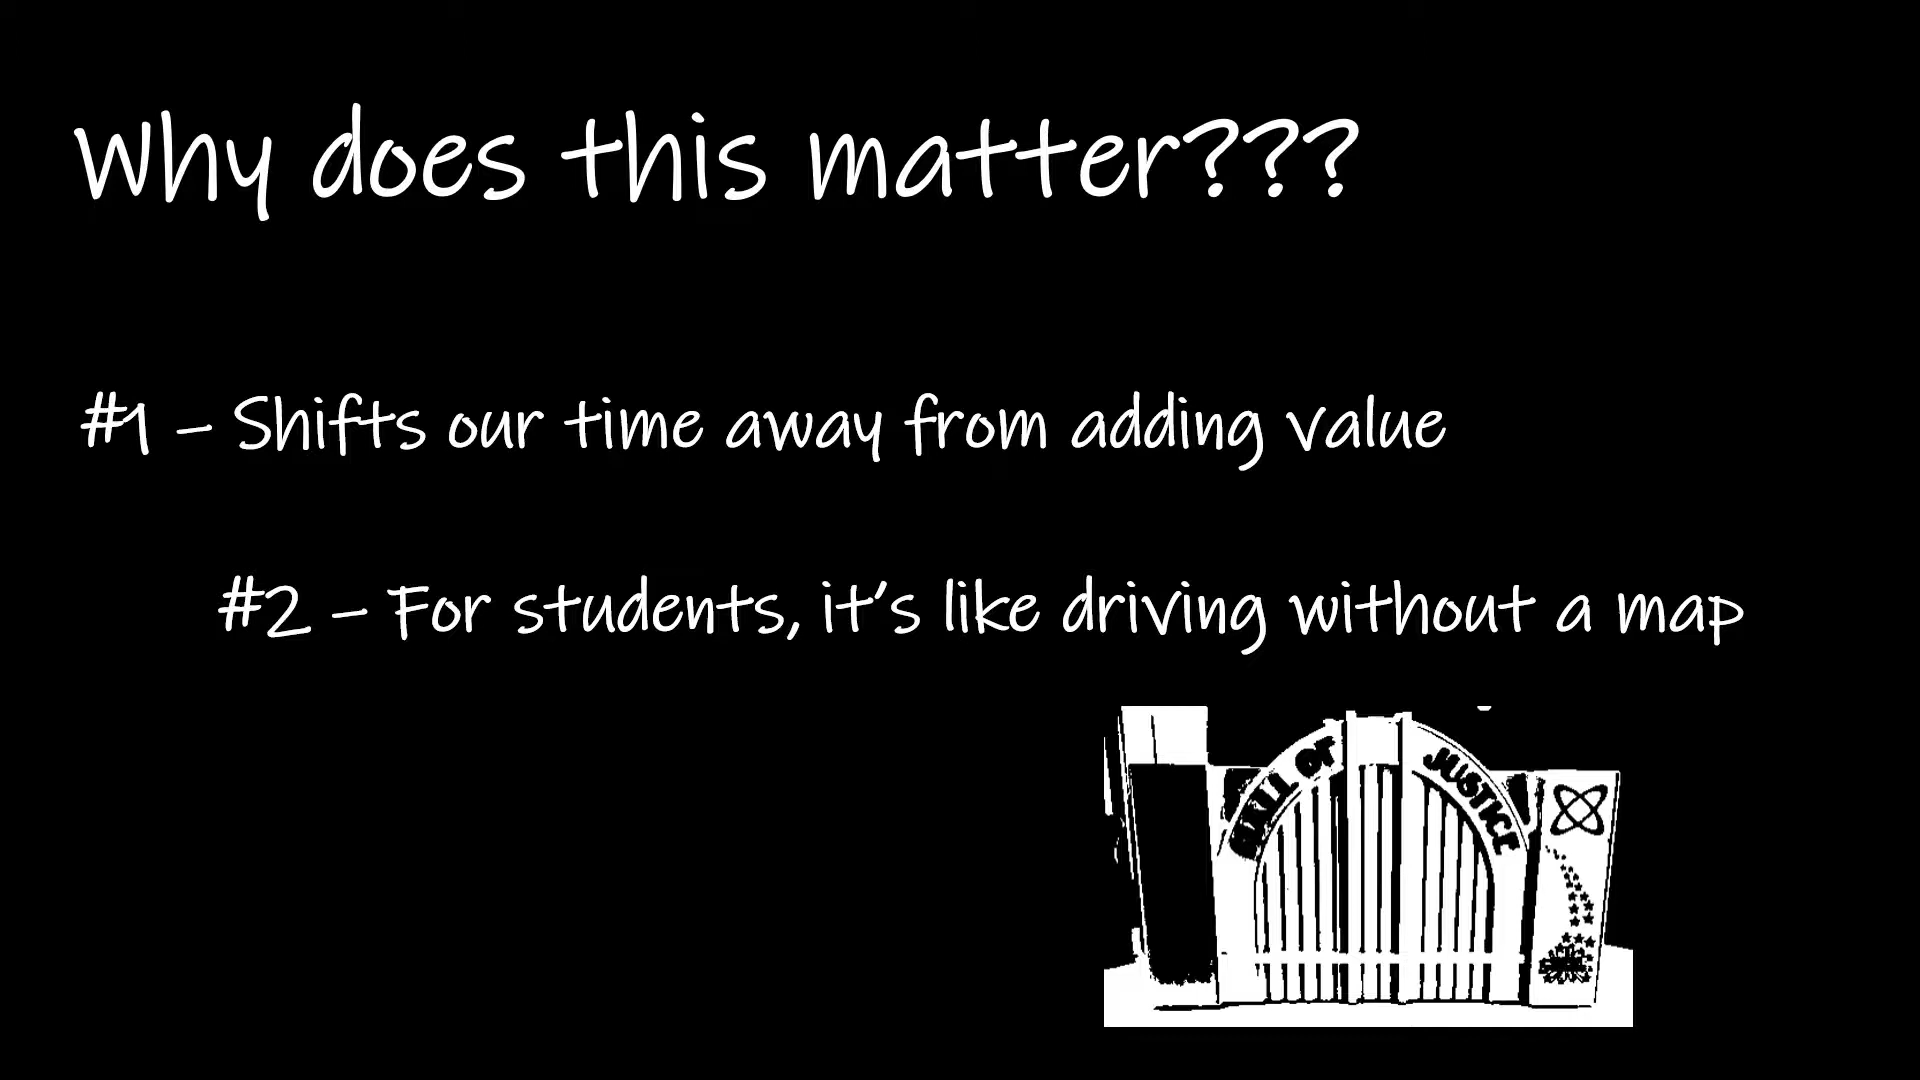 Why does this matter???
#1 – Shifts our time away from adding value
#2 – For students, it's like driving without a map
OF JUSTICE